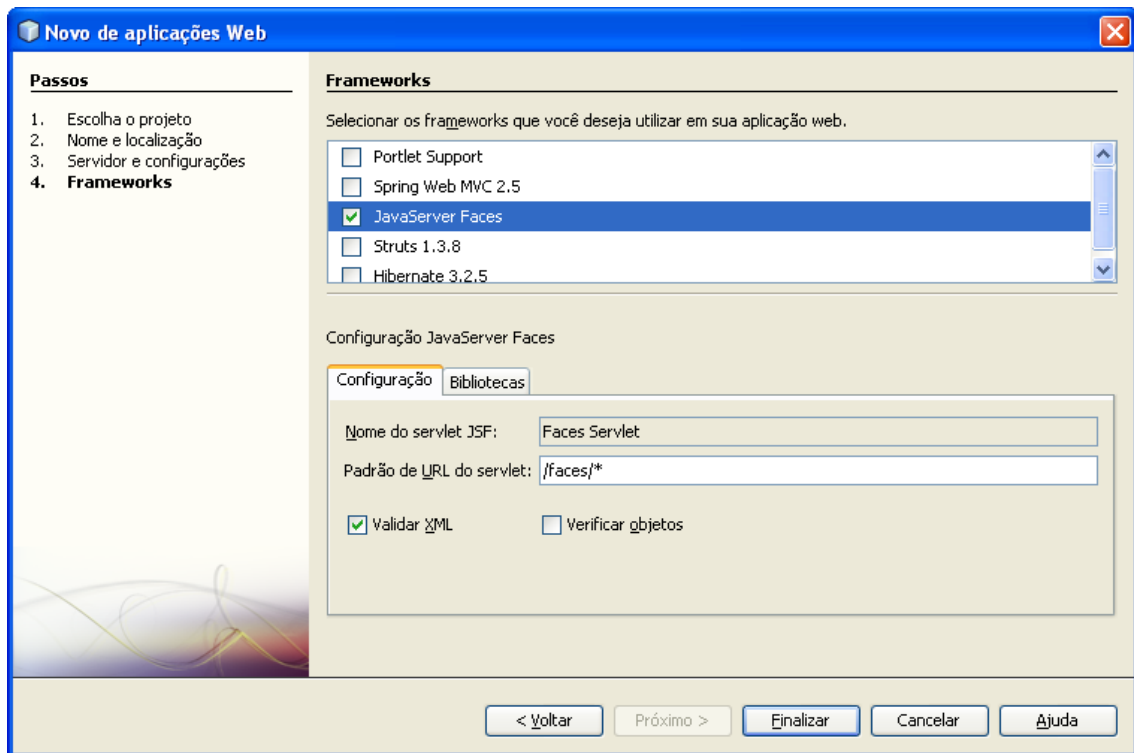 Novo de aplicações Web
Passos
1. Escolha o projeto
2. Nome e localização
3. Servidor e configurações
4. Frameworks
Frameworks
Selecionar os frameworks que você deseja utilizar em sua aplicação web.
Portlet Support
Spring Web MVC 2.5
JavaServer Faces
Struts 1.3.8
Hibernate 3.2.5
Configuração JavaServer Faces
Configuração Bibliotecas
Nome do servlet JSF: Faces Servlet
Padrão de URL do servlet: /faces/*
Validar XML Verificar objetos
< Voltar Próximo > Finalizar Cancelar Ajuda